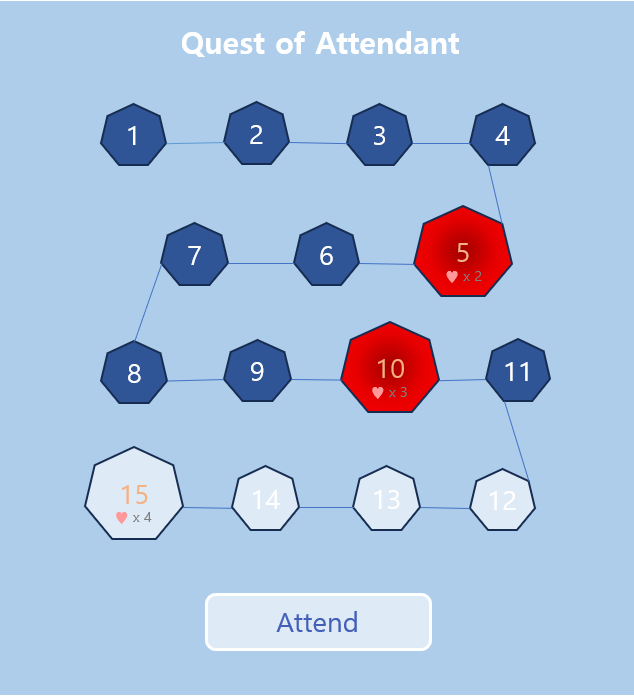 Quest of Attendant
1 2 3 4
7 6 5
♥ x 2
8 9 10 11
♥ x 3
15 14 13 12
♥ x 4
Attend